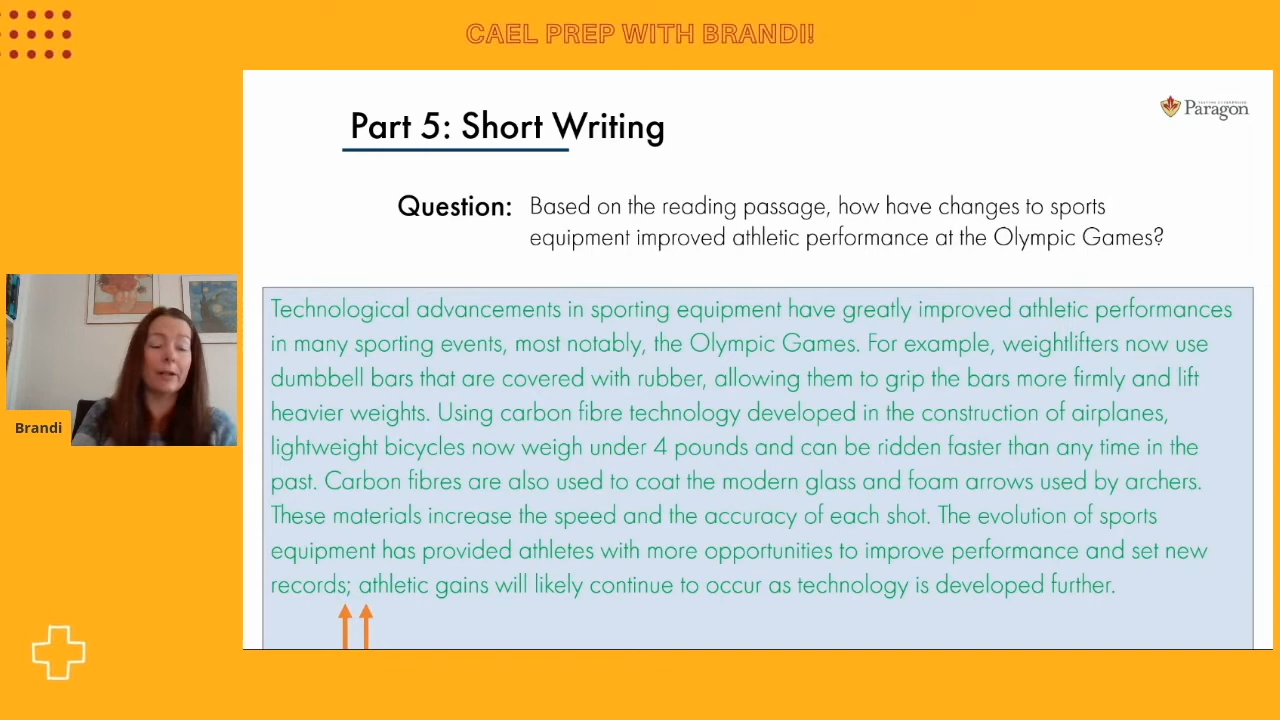 CAEL PREP WITH BRANDI!
Paragon
Part 5: Short Writing
Question: Based on the reading passage, how have changes to sports
equipment improved athletic performance at the Olympic Games?
Technological advancements in sporting equipment have greatly improved athletic performances
in many sporting events, most notably, the Olympic Games. For example, weightlifters now use
dumbbell bars that are covered with rubber, allowing them to grip the bars more firmly and lift
heavier weights. Using carbon fibre technology developed in the construction of airplanes,
lightweight bicycles now weigh under 4 pounds and can be ridden faster than any time in the
past. Carbon fibres are also used to coat the modern glass and foam arrows used by archers.
These materials increase the speed and the accuracy of each shot. The evolution of sports
equipment has provided athletes with more opportunities to improve performance and set new
records; athletic gains will likely continue to occur as technology is developed further.
Brandi